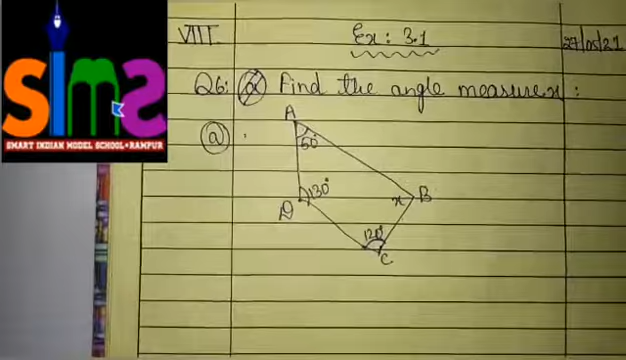 VIII
Ex: 3.1
27/05/21
sims
SMART INDIAN MODEL SCHOOL - RAMPUR
Q6: Find the angle measure x :
(a)
A
50°
130°
D
x B
120°
C